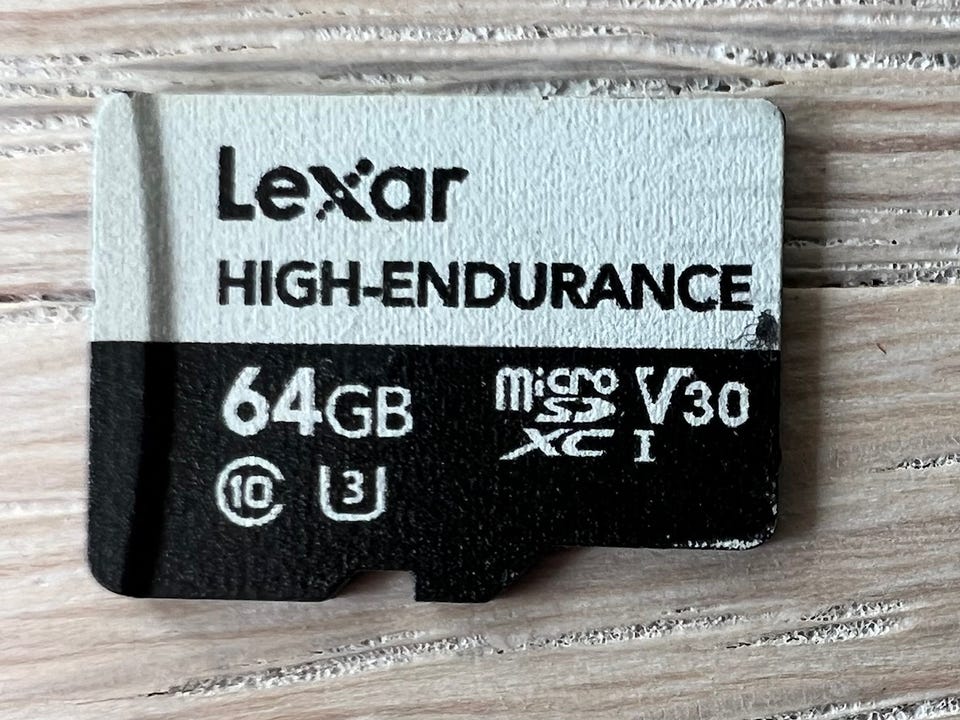 Lexar
HIGH-ENDURANCE
64GB
micro SD XC I V30
10 3